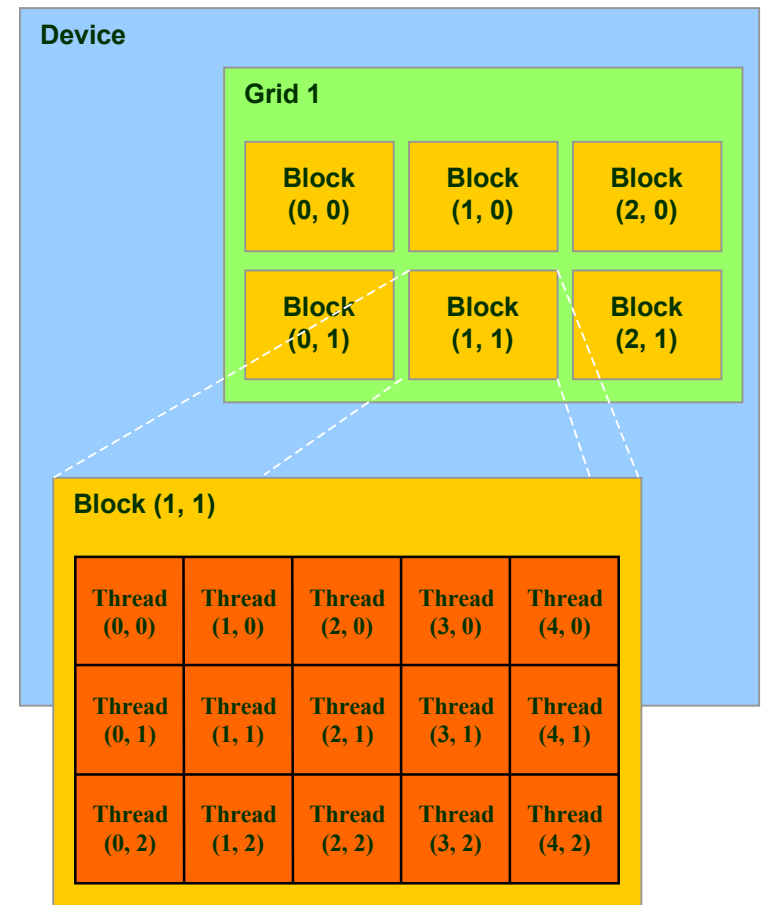 Device
Grid 1
Block
(0, 0)
Block
(1, 0)
Block
(2, 0)
Block
(0, 1)
Block
(1, 1)
Block
(2, 1)
Block (1, 1)
Thread
(0, 0)
Thread
(1, 0)
Thread
(2, 0)
Thread
(3, 0)
Thread
(4, 0)
Thread
(0, 1)
Thread
(1, 1)
Thread
(2, 1)
Thread
(3, 1)
Thread
(4, 1)
Thread
(0, 2)
Thread
(1, 2)
Thread
(2, 2)
Thread
(3, 2)
Thread
(4, 2)